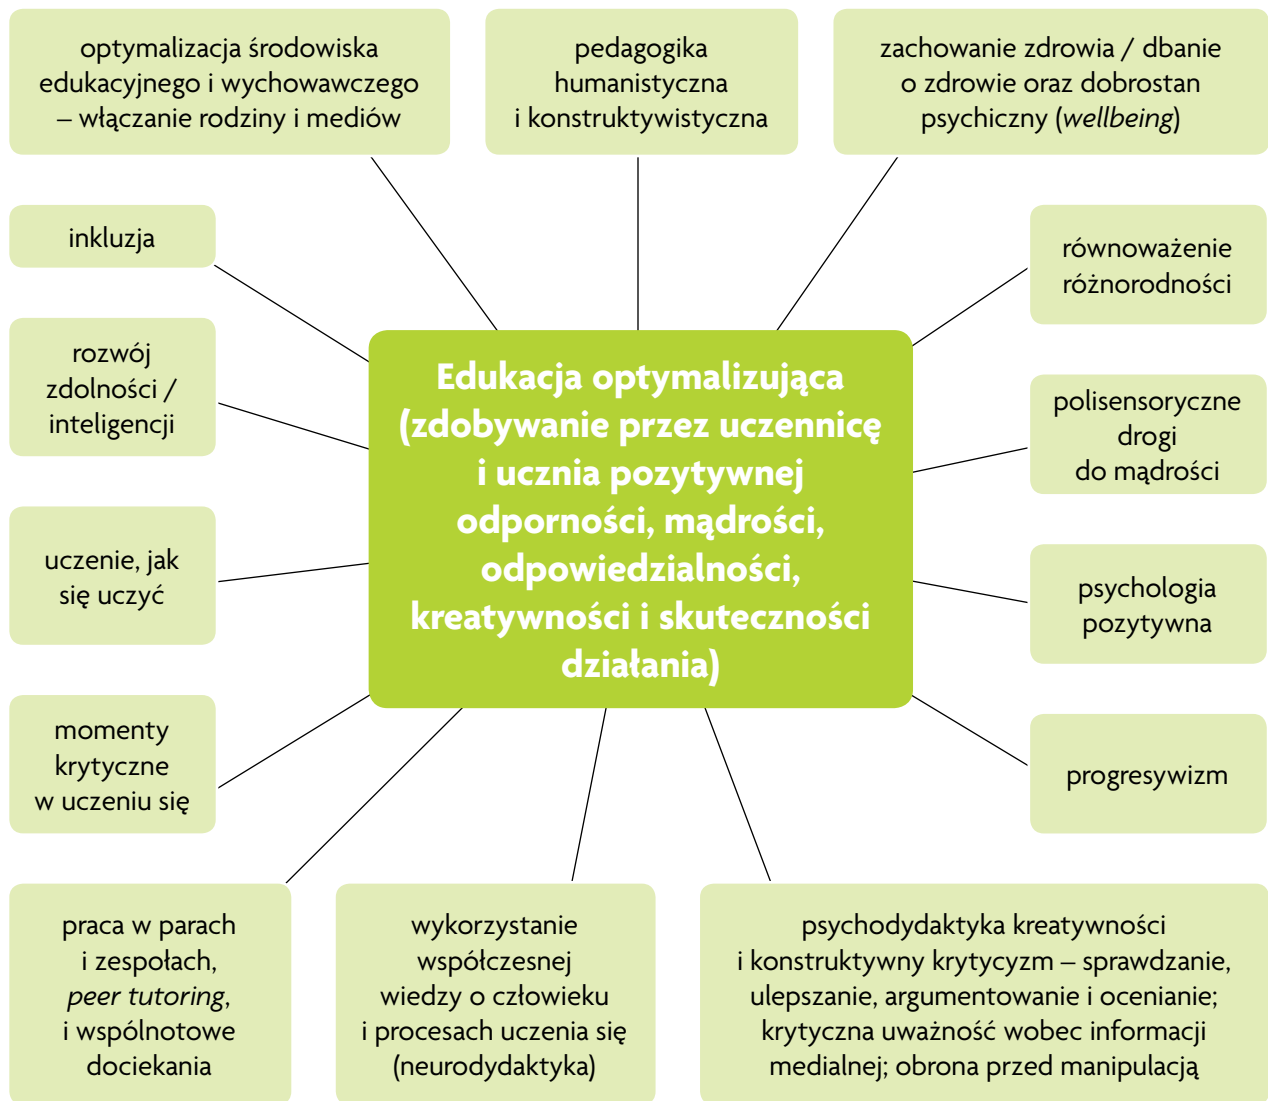 optymalizacja środowiska
edukacyjnego i wychowawczego
– włączanie rodziny i mediów
pedagogika
humanistyczna
i konstruktywistyczna
zachowanie zdrowia / dbanie
o zdrowie oraz dobrostan
psychiczny (wellbeing)
inkluzja
równoważenie
różnorodności
rozwój
zdolności /
inteligencji
Edukacja optymalizująca
(zdobywanie przez uczennicę
i ucznia pozytywnej
odporności, mądrości,
odpowiedzialności,
kreatywności i skuteczności
działania)
polisensoryczne
drogi
do mądrości
uczenie, jak
się uczyć
psychologia
pozytywna
momenty
krytyczne
w uczeniu się
progresywizm
praca w parach
i zespołach,
peer tutoring,
i wspólnotowe
dociekania
wykorzystanie
współczesnej
wiedzy o człowieku
i procesach uczenia się
(neurodydaktyka)
psychodydaktyka kreatywności
i konstruktywny krytycyzm – sprawdzanie,
ulepszanie, argumentowanie i ocenianie;
krytyczna uważność wobec informacji
medialnej; obrona przed manipulacją